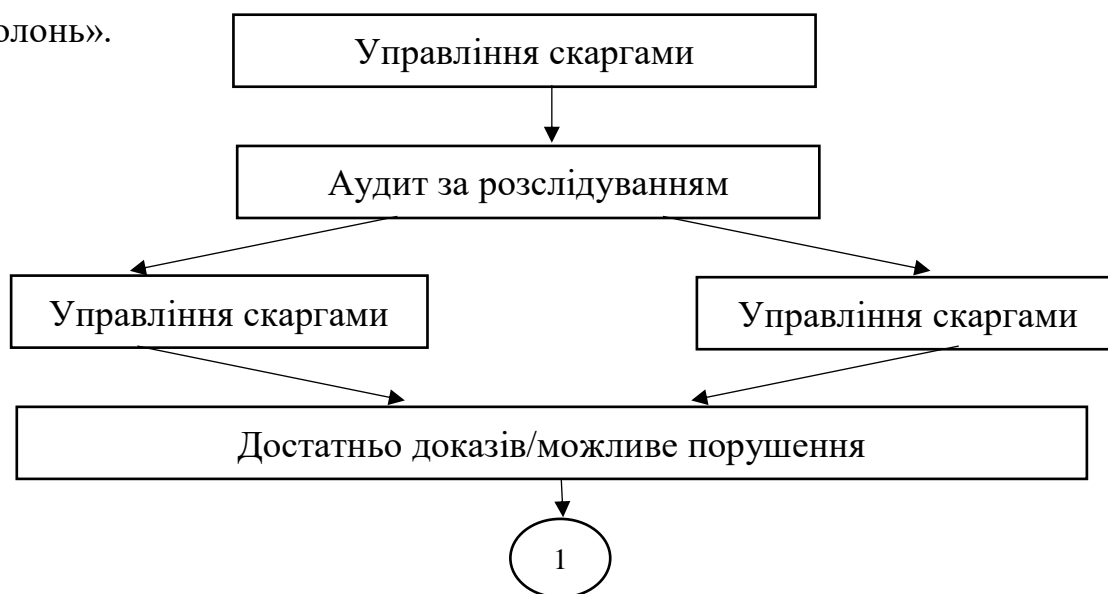 олонь».
Управління скаргами
Аудит за розслідуванням
Управління скаргами
Управління скаргами
Достатньо доказів/можливе порушення
1